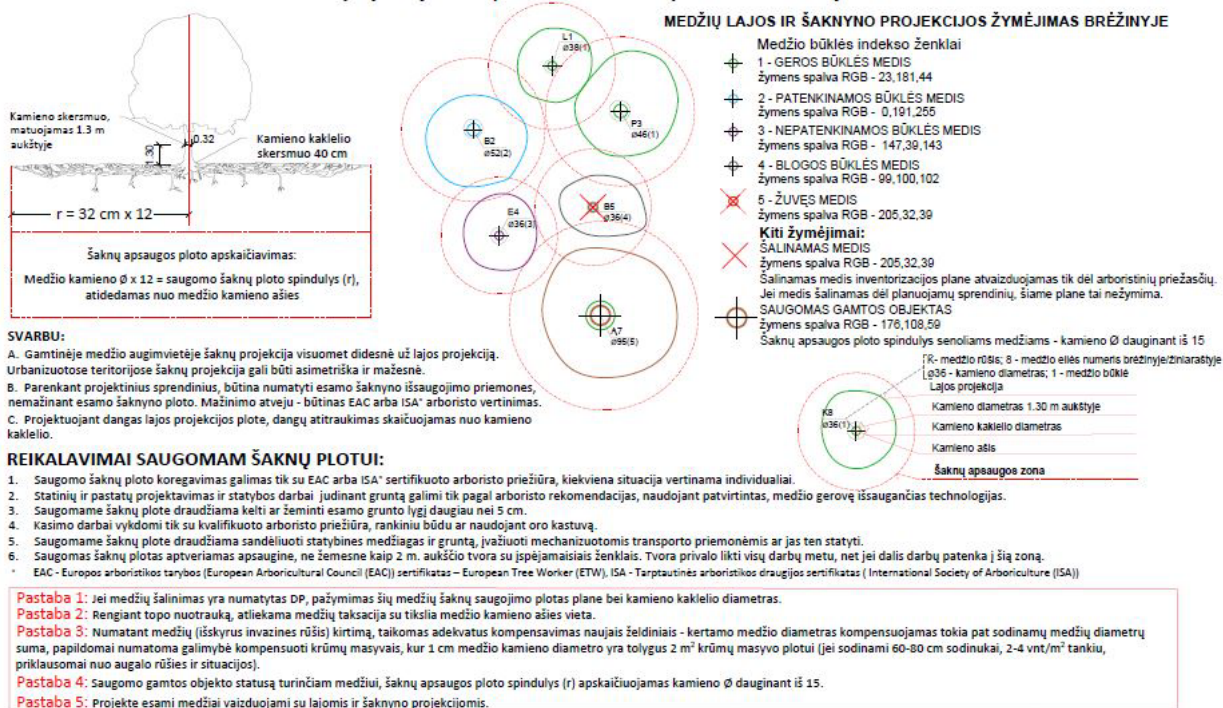 MEDŽIŲ LAJOS IR ŠAKNYNO PROJEKCIJOS ŽYMĖJIMAS BRĖŽINYJE
Kamieno skersmuo,
matuojamas 1.3 m
aukštyje
0.32
1.30
Kamieno kaklelio
skersmuo 40 cm
r = 32 cm x 12
Šaknų apsaugos ploto apskaičiavimas:
Medžio kamieno Ø x 12 = saugomo šaknų ploto spindulys (r),
atidedamas nuo medžio kamieno ašies
L1
ø38(1)
P3
ø46(1)
B2
ø52(2)
E4
ø36(3)
B5
ø36(4)
A7
ø95(5)
Medžio būklės indekso ženklai
1 - GEROS BŪKLĖS MEDIS
žymens spalva RGB - 23,181,44
2 - PATENKINAMOS BŪKLĖS MEDIS
žymens spalva RGB - 0,191,255
3 - NEPATENKINAMOS BŪKLĖS MEDIS
žymens spalva RGB - 147,39,143
4 - BLOGOS BŪKLĖS MEDIS
žymens spalva RGB - 99,100,102
5 - ŽUVĘS MEDIS
žymens spalva RGB - 205,32,39
Kiti žymėjimai:
ŠALINAMAS MEDIS
žymens spalva RGB - 205,32,39
Šalinamas medis inventorizacijos plane atvaizduojamas tik dėl arboristinių priežasčių.
Jei medis šalinamas dėl planuojamų sprendinių, šiame plane tai nežymima.
SAUGOMAS GAMTOS OBJEKTAS
žymens spalva RGB - 176,108,59
Šaknų apsaugos ploto spindulys senoliams medžiams - kamieno Ø dauginant iš 15
K- medžio rūšis; 8 - medžio eilės numeris brėžinyje/žiniaraštyje
ø36 - kamieno diametras; 1 - medžio būklė
Lajos projekcija
K8
ø36(1)
Kamieno diametras 1.30 m aukštyje
Kamieno kaklelio diametras
Kamieno ašis
Šaknų apsaugos zona
SVARBU:
A. Gamtinėje medžio augimvietėje šaknų projekcija visuomet didesnė už lajos projekciją.
Urbanizuotose teritorijose šaknų projekcija gali būti asimetriška ir mažesnė.
B. Parenkant projektinius sprendinius, būtina numatyti esamo šaknyno išsaugojimo priemones,
nemažinant esamo šaknyno ploto. Mažinimo atveju - būtinas EAC arba ISA* arboristo vertinimas.
C. Projektuojant dangas lajos projekcijos plote, dangų atitraukimas skaičuojamas nuo kamieno
kaklelio.
REIKALAVIMAI SAUGOMAM ŠAKNŲ PLOTUI:
1. Saugomo šaknų ploto koregavimas galimas tik su EAC arba ISA* sertifikuoto arboristo priežiūra, kiekviena situacija vertinama individualiai.
2. Statinių ir pastatų projektavimas ir statybos darbai judinant gruntą galimi tik pagal arboristo rekomendacijas, naudojant patvirtintas, medžio gerovę išsaugančias technologijas.
3. Saugomame šaknų plote draudžiama kelti ar žeminti esamo grunto lygį daugiau nei 5 cm.
4. Kasimo darbai vykdomi tik su kvalifikuoto arboristo priežiūra, rankiniu būdu ar naudojant oro kastuvą.
5. Saugomame šaknų plote draudžiama sandėliuoti statybines medžiagas ir gruntą, įvažiuoti mechanizuotomis transporto priemonėmis ar jas ten statyti.
6. Saugomas šaknų plotas aptveriamas apsaugine, ne žemesne kaip 2 m. aukščio tvora su įspėjamaisiais ženklais. Tvora privalo likti visų darbų metu, net jei dalis darbų patenka į šią zoną.
* EAC - Europos arboristikos tarybos (European Arboricultural Council (EAC)) sertifikatas – European Tree Worker (ETW), ISA - Tarptautinės arboristikos draugijos sertifikatas ( International Society of Arboriculture (ISA))
Pastaba 1: Jei medžių šalinimas yra numatytas DP, pažymimas šių medžių šaknų saugojimo plotas plane bei kamieno kaklelio diametras.
Pastaba 2: Rengiant topo nuotrauką, atliekama medžių taksacija su tikslia medžio kamieno ašies vieta.
Pastaba 3: Numatant medžių (išskyrus invazines rūšis) kirtimą, taikomas adekvatus kompensavimas naujais želdiniais - kertamo medžio diametras kompensuojamas tokia pat sodinamų medžių diametrų
suma, papildomai numatoma galimybė kompensuoti krūmų masyvais, kur 1 cm medžio kamieno diametro yra tolygus 2 m² krūmų masyvo plotui (jei sodinami 60-80 cm sodinukai, 2-4 vnt/m² tankiu,
priklausomai nuo augalo rūšies ir situacijos).
Pastaba 4: Saugomo gamtos objekto statusą turinčiam medžiui, šaknų apsaugos ploto spindulys (r) apskaičiuojamas kamieno Ø dauginant iš 15.
Pastaba 5: Projekte esami medžiai vaizduojami su lajomis ir šaknyno projekcijomis.